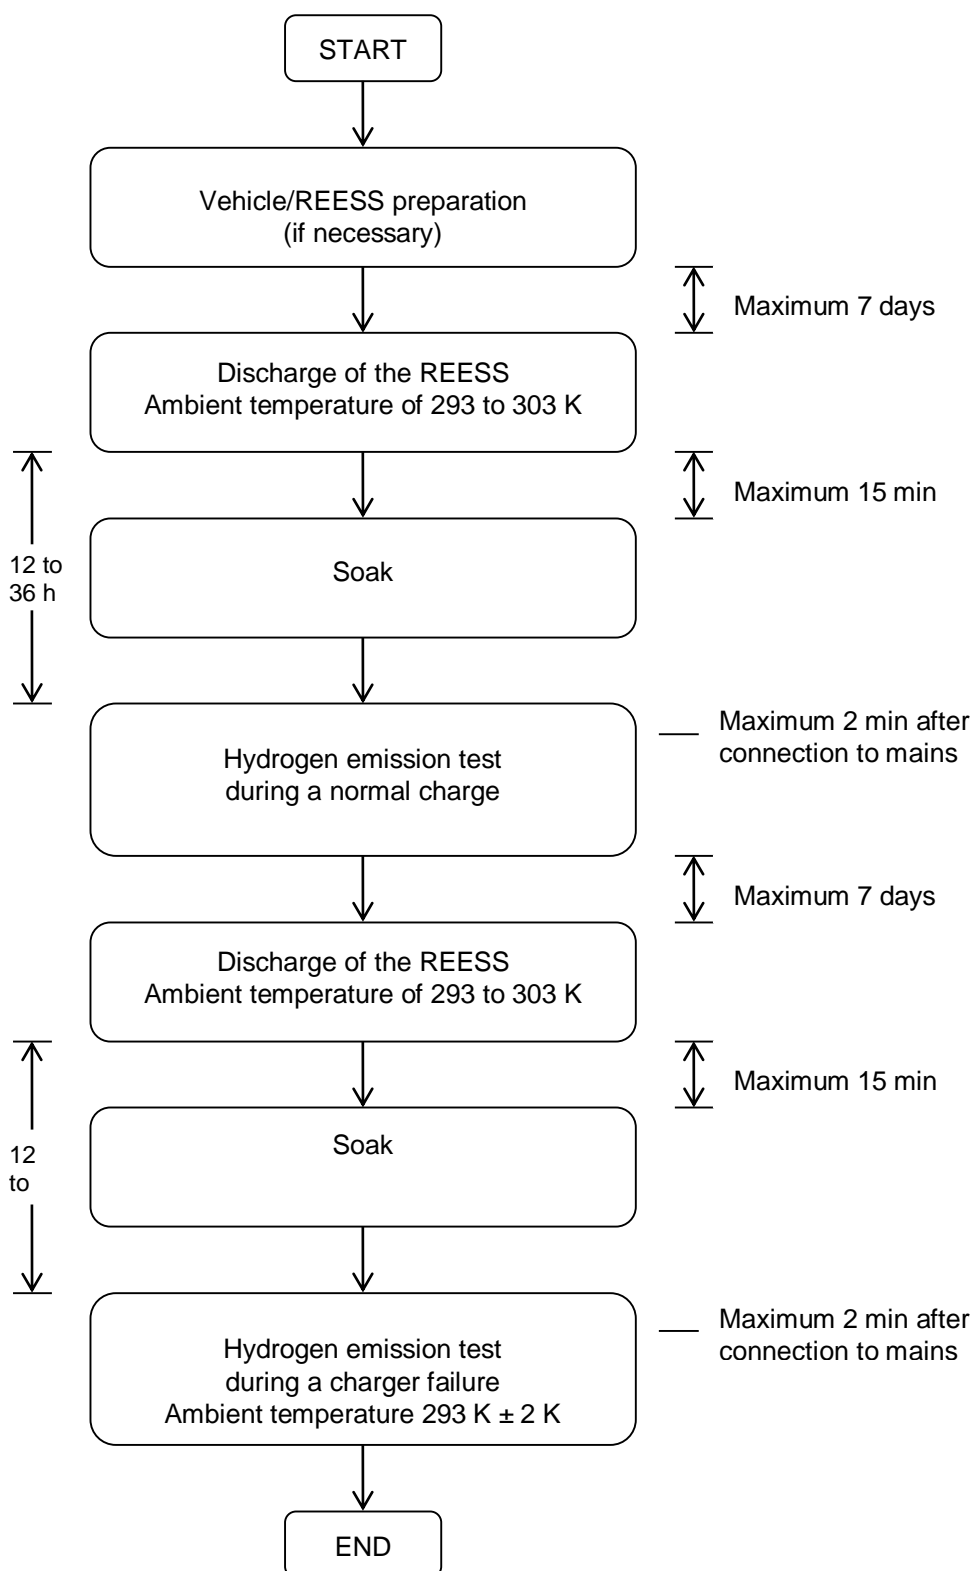 START
Vehicle/REESS preparation
(if necessary)
Maximum 7 days
Discharge of the REESS
Ambient temperature of 293 to 303 K
Maximum 15 min
12 to
36 h
Soak
Hydrogen emission test
during a normal charge
Maximum 2 min after
connection to mains
Maximum 7 days
Discharge of the REESS
Ambient temperature of 293 to 303 K
Maximum 15 min
12
to
Soak
Hydrogen emission test
during a charger failure
Ambient temperature 293 K ± 2 K
Maximum 2 min after
connection to mains
END